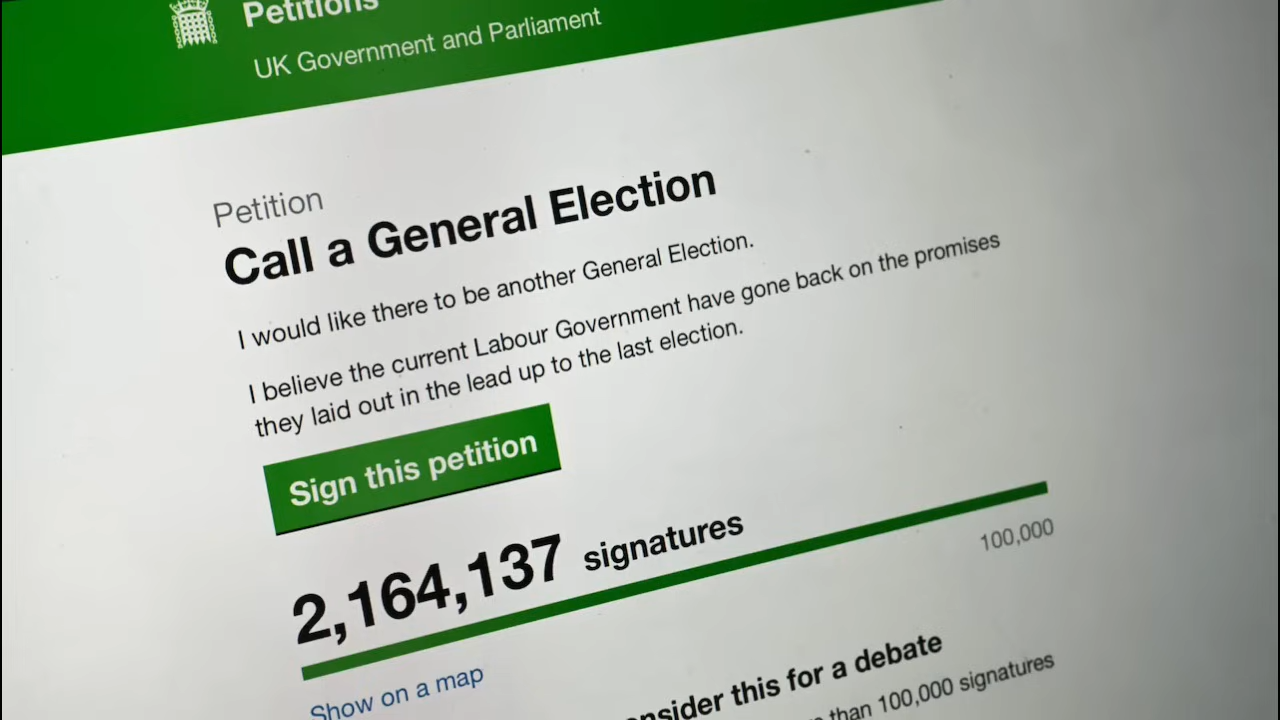 Petitions
UK Government and Parliament
Petition
Call a General Election
I would like there to be another General Election.
I believe the current Labour Government have gone back on the promises
they laid out in the lead up to the last election.
Sign this petition
2,164,137 signatures
100,000
Show on a map
this for a debate
than 100,000 signatures